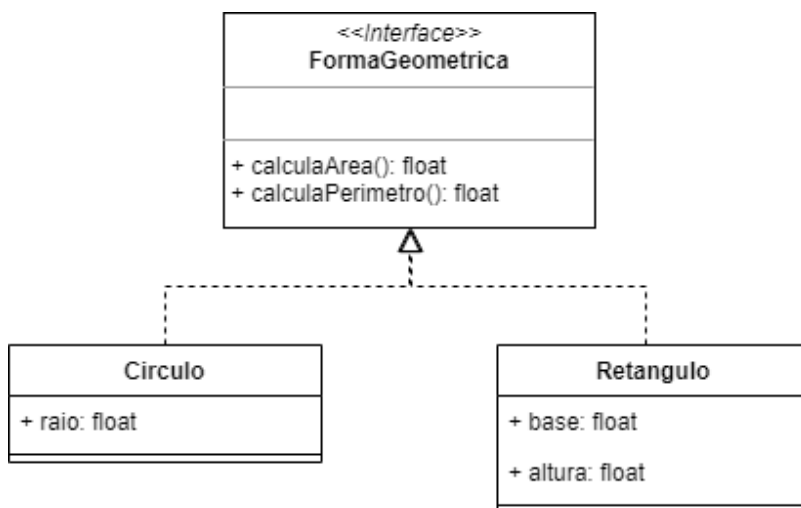 <<Interface>>
FormaGeometrica
+ calculaArea(): float
+ calculaPerimetro(): float
Circulo
+ raio: float
Retangulo
+ base: float
+ altura: float